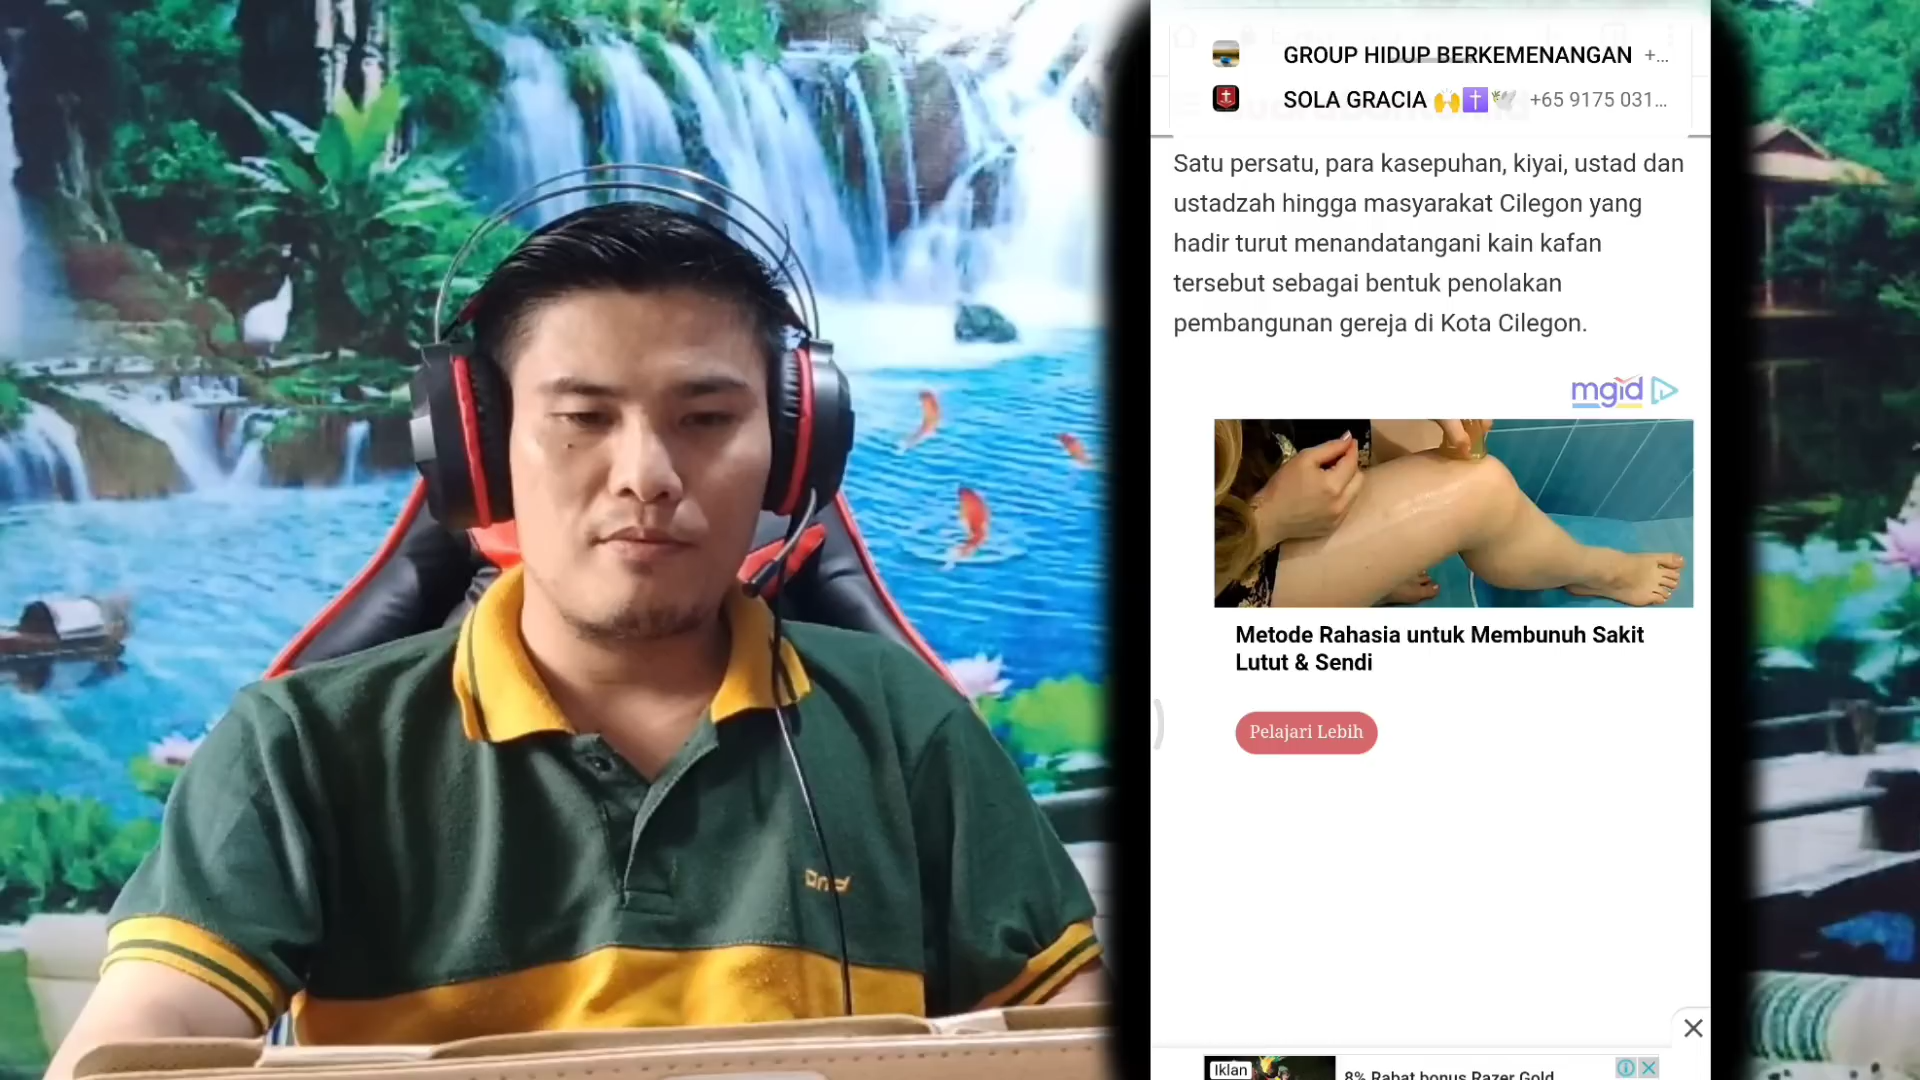 GROUP HIDUP BERKEMENANGAN +...
SOLA GRACIA 🙌✝️🕊️ +65 9175 031...
Satu persatu, para kasepuhan, kiyai, ustad dan
ustadzah hingga masyarakat Cilegon yang
hadir turut menandatangani kain kafan
tersebut sebagai bentuk penolakan
pembangunan gereja di Kota Cilegon.
mgid
Metode Rahasia untuk Membunuh Sakit
Lutut & Sendi
Pelajari Lebih
Iklan
8% Rabat bonus Razer Gold